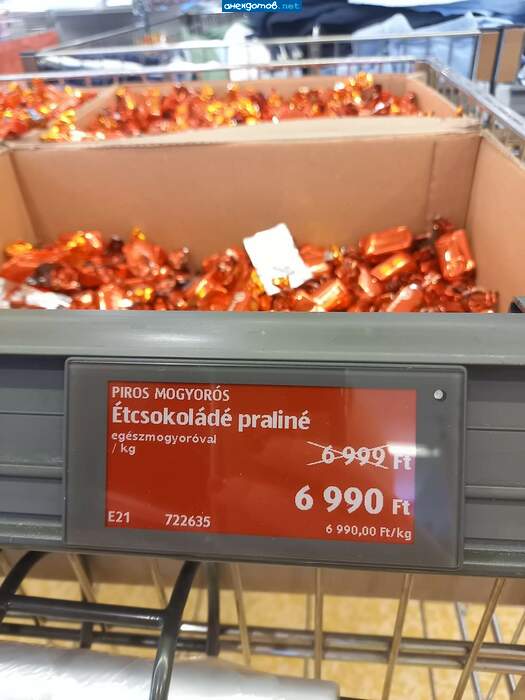 анекдотов.net
PIROS MOGYORÓS
Étcsokoládé praliné
egészmogyoróval
/ kg
6 999 Ft
6 990 Ft
E21 722635
6 990,00 Ft/kg